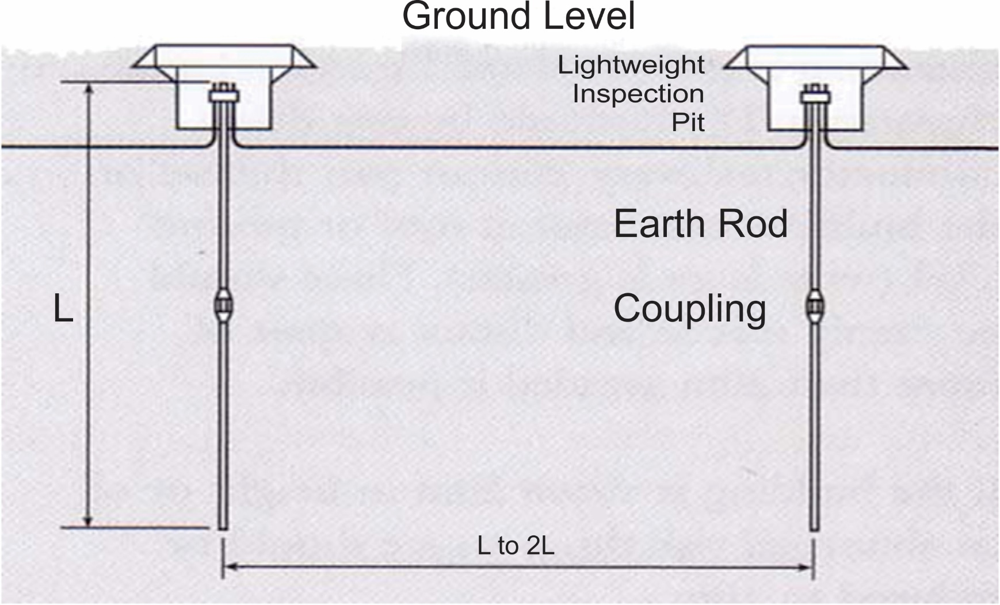 Ground Level
Lightweight
Inspection
Pit
Earth Rod
L
Coupling
L to 2L